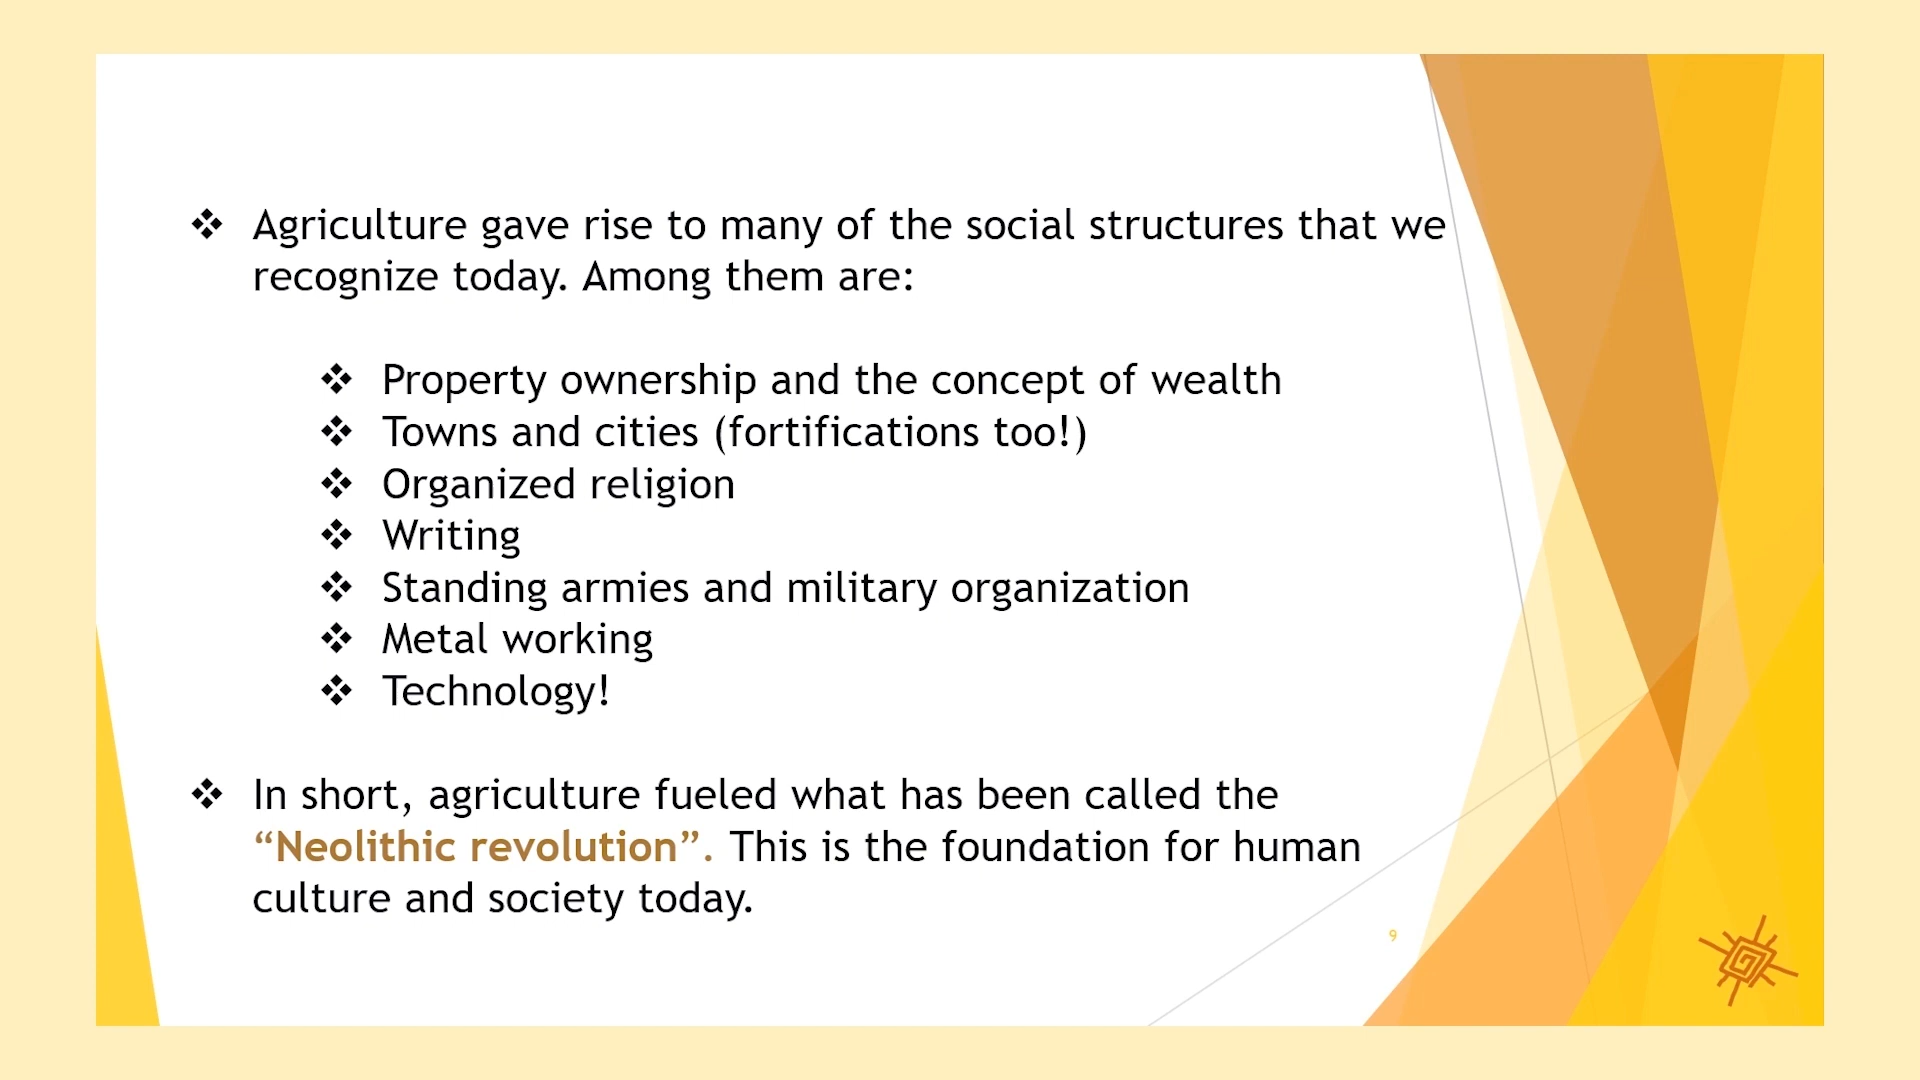 ❖ Agriculture gave rise to many of the social structures that we
recognize today. Among them are:
❖ Property ownership and the concept of wealth
❖ Towns and cities (fortifications too!)
❖ Organized religion
❖ Writing
❖ Standing armies and military organization
❖ Metal working
❖ Technology!
❖ In short, agriculture fueled what has been called the
“Neolithic revolution”. This is the foundation for human
culture and society today.
9